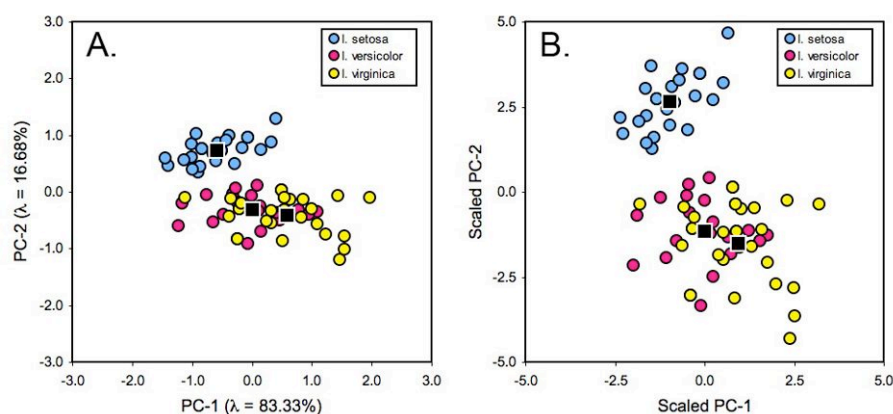 A.
I. setosa
I. versicolor
I. virginica
3.0
2.0
1.0
0.0
-1.0
-2.0
-3.0
PC-2 (λ = 16.68%)
-3.0 -2.0 -1.0 0.0 1.0 2.0 3.0
PC-1 (λ = 83.33%)
B.
I. setosa
I. versicolor
I. virginica
5.0
2.5
0.0
-2.5
-5.0
Scaled PC-2
-5.0 -2.5 0.0 2.5 5.0
Scaled PC-1